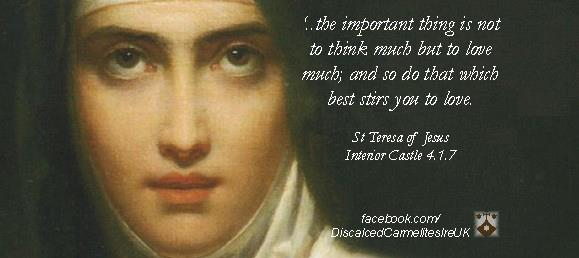 '..the important thing is not
to think much but to love
much; and so do that which
best stirs you to love.
St Teresa of Jesus
Interior Castle 4.1.7
facebook.com/
DiscalcedCarmelitesIreUK